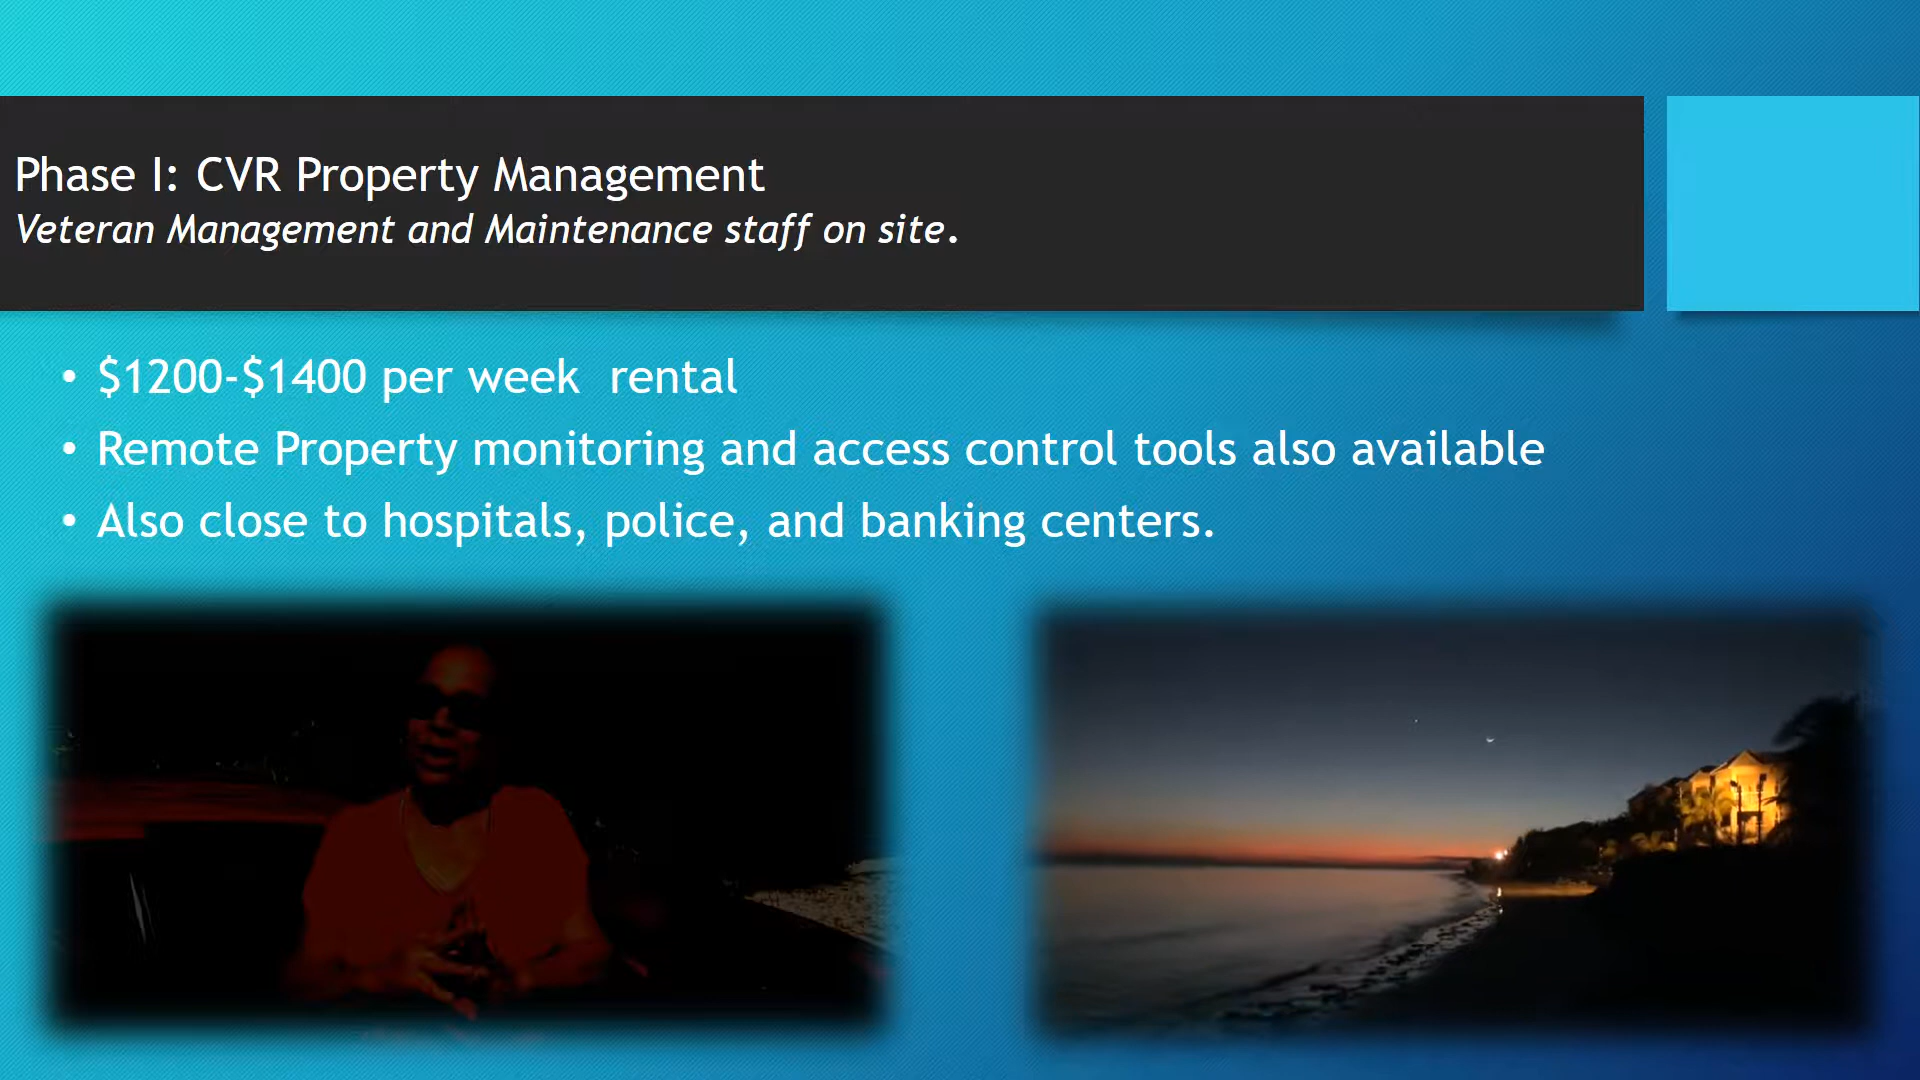 Phase I: CVR Property Management
Veteran Management and Maintenance staff on site.
• $1200-$1400 per week  rental
• Remote Property monitoring and access control tools also available
• Also close to hospitals, police, and banking centers.